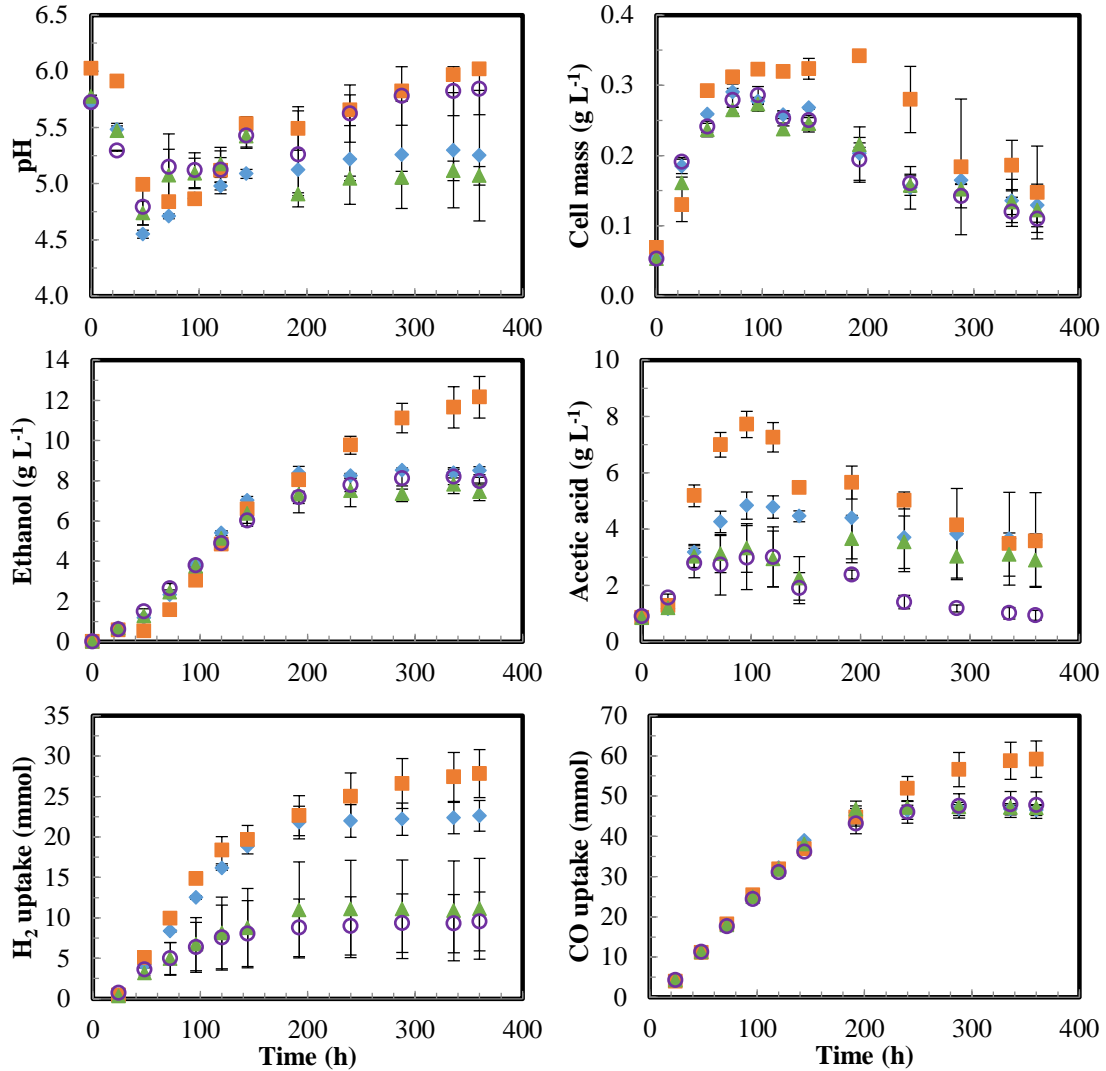 pH
6.5
6.0
5.5
5.0
4.5
4.0
0 100 200 300 400
Cell mass (g L-1)
0.4
0.3
0.2
0.1
0.0
0 100 200 300 400
Ethanol (g L-1)
14
12
10
8
6
4
2
0
0 100 200 300 400
Acetic acid (g L-1)
10
8
6
4
2
0
0 100 200 300 400
H2 uptake (mmol)
35
30
25
20
15
10
5
0
0 100 200 300 400
Time (h)
CO uptake (mmol)
70
60
50
40
30
20
10
0
0 100 200 300 400
Time (h)